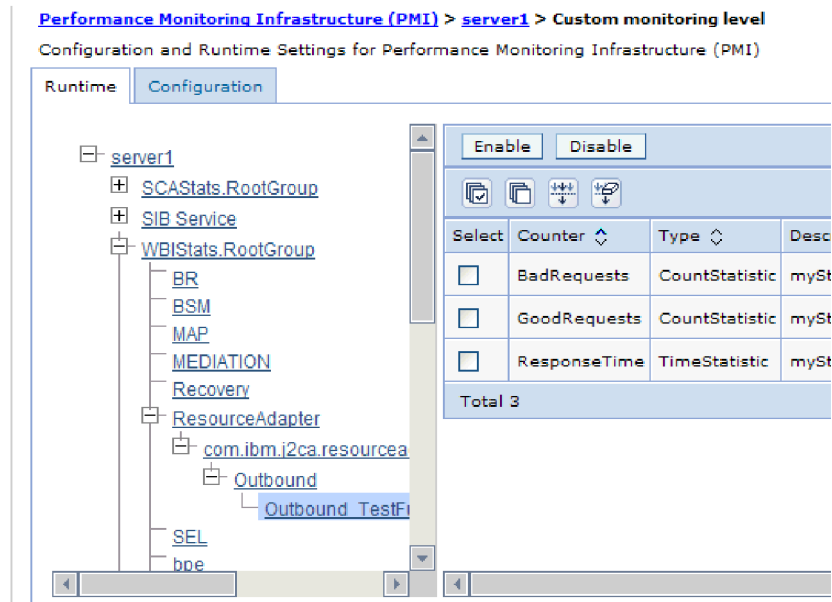 Performance Monitoring Infrastructure (PMI) > server1 > Custom monitoring level
Configuration and Runtime Settings for Performance Monitoring Infrastructure (PMI)
Runtime Configuration
server1
SCAStats.RootGroup
SIB Service
WBIStats.RootGroup
BR
BSM
MAP
MEDIATION
Recovery
ResourceAdapter
com.ibm.j2ca.resourcea
Outbound
Outbound_TestFu
SEL
bpe
Enable Disable
Select Counter Type Desc
BadRequests CountStatistic mySt
GoodRequests CountStatistic mySt
ResponseTime TimeStatistic mySt
Total 3